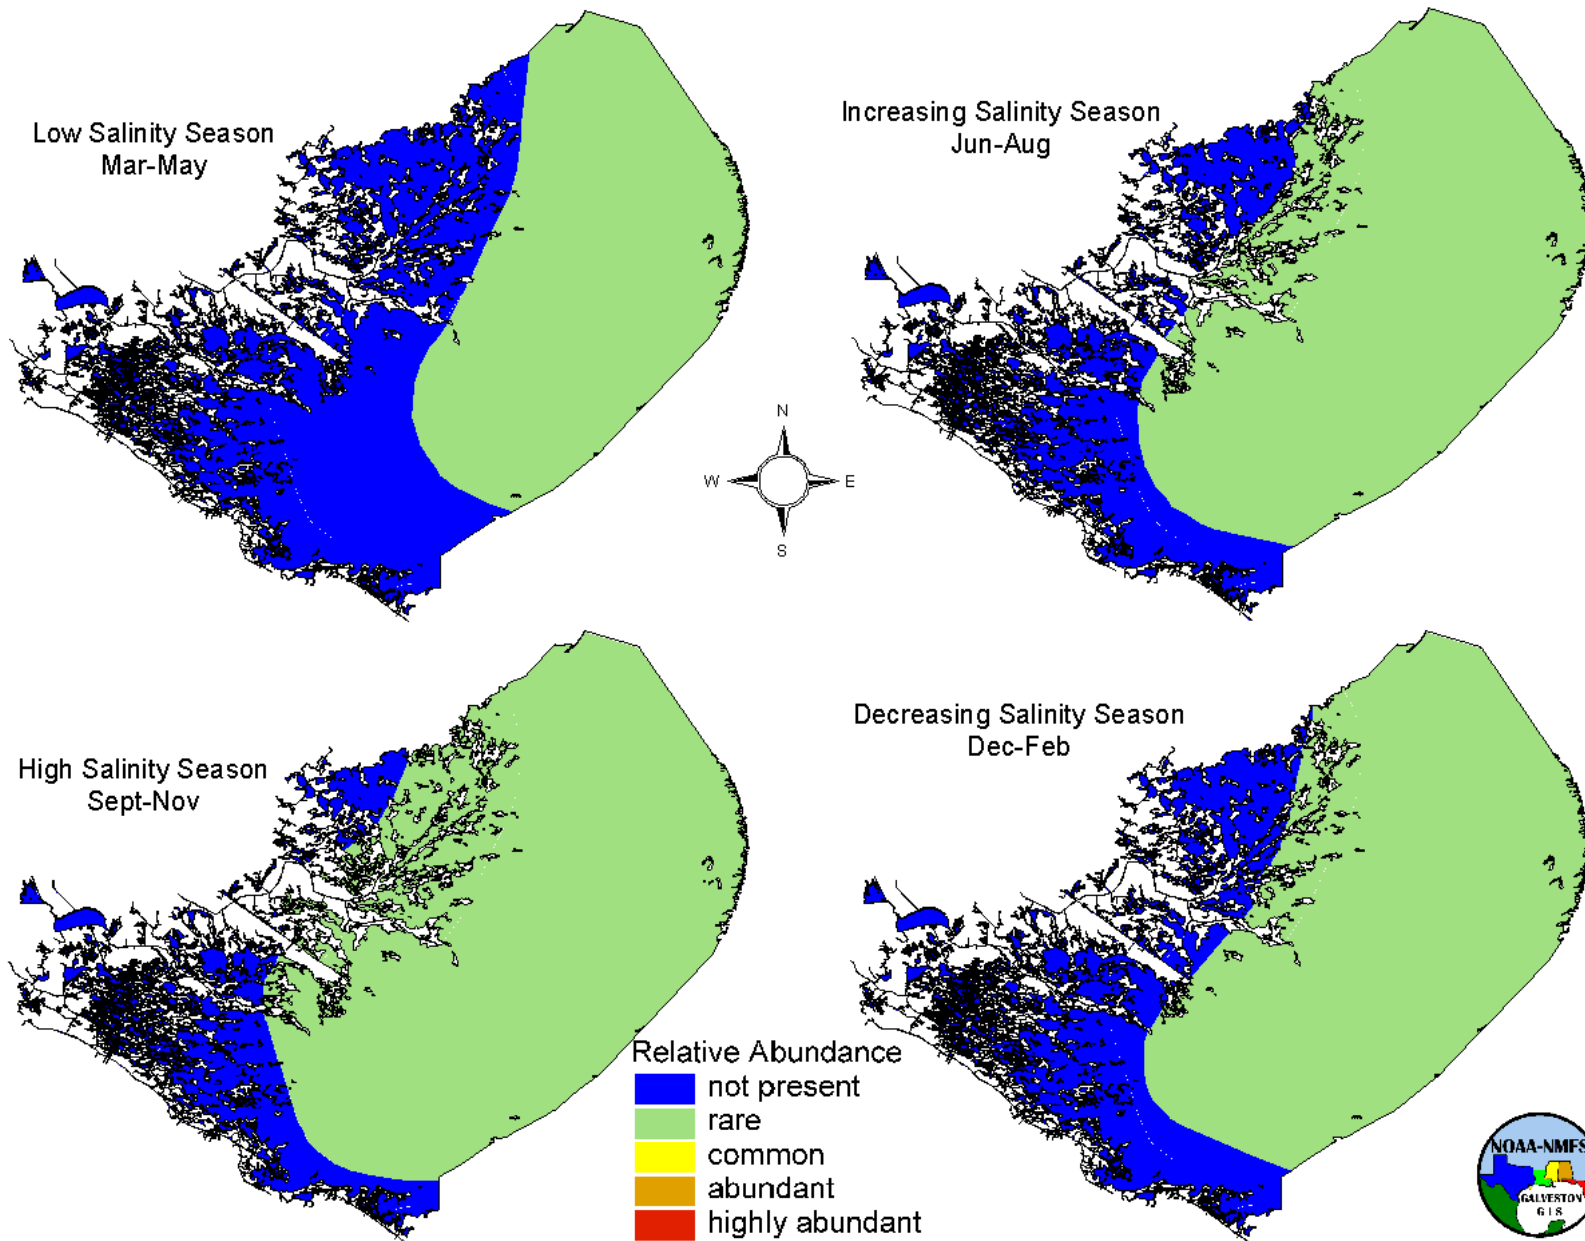 Low Salinity Season
Mar-May
Increasing Salinity Season
Jun-Aug
N
W
E
S
High Salinity Season
Sept-Nov
Decreasing Salinity Season
Dec-Feb
Relative Abundance
not present
rare
common
abundant
highly abundant
NOAA-NMFS
GALVESTON
GIS